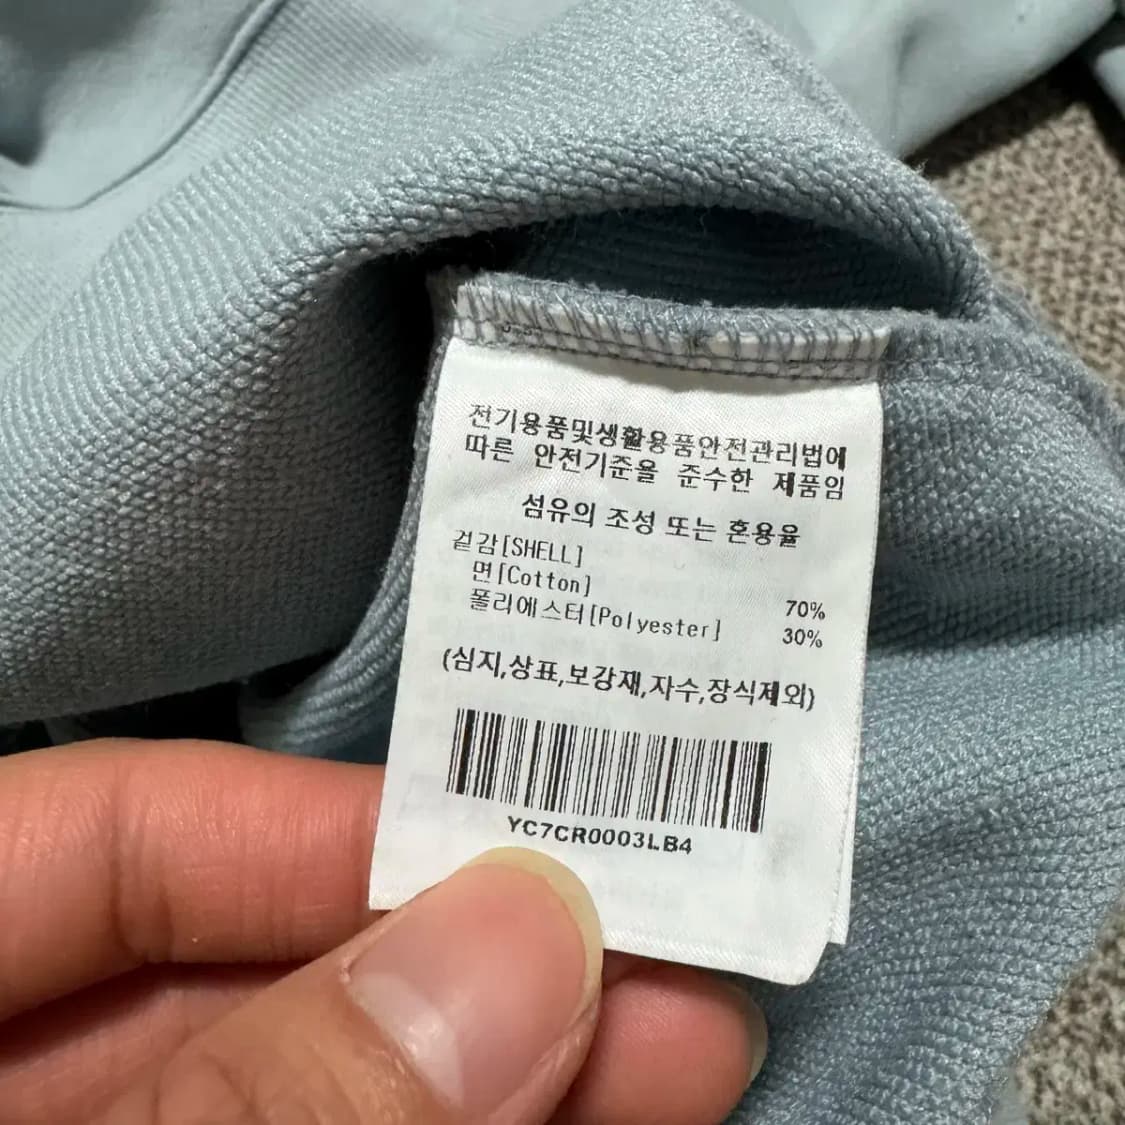 전기용품및생활용품안전관리법에
따른 안전기준을 준수한 제품임
섬유의 조성 또는 혼용율
겉감[SHELL]
면[Cotton] 70%
폴리에스터[Polyester] 30%
(심지,상표,보강재,자수,장식제외)
YC7CR0003LB4